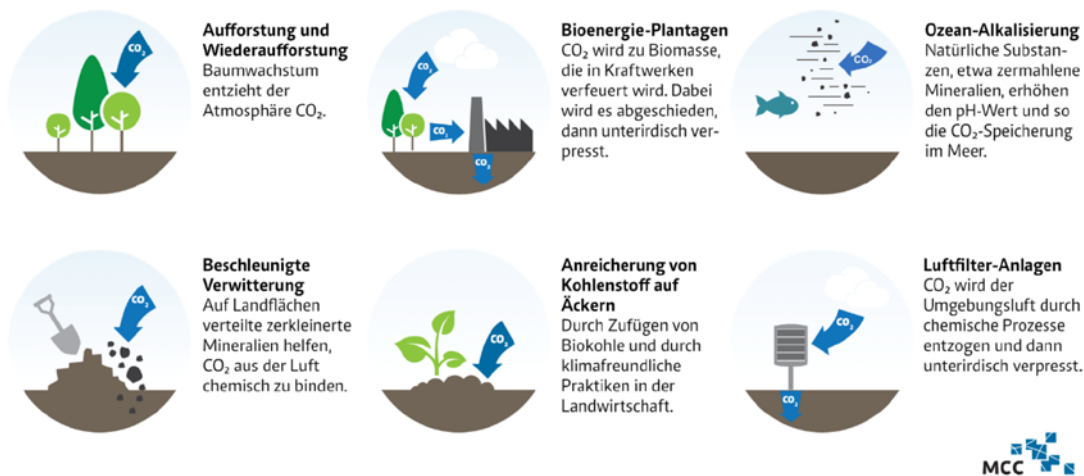 Aufforstung und
Wiederaufforstung
Baumwachstum
entzieht der
Atmosphäre CO₂.
CO₂
Bioenergie-Plantagen
CO₂ wird zu Biomasse,
die in Kraftwerken
verfeuert wird. Dabei
wird es abgeschieden,
dann unterirdisch ver-
presst.
CO₂
CO₂
CO₂
Ozean-Alkalisierung
Natürliche Substan-
zen, etwa zermahlene
Mineralien, erhöhen
den pH-Wert und so
die CO₂-Speicherung
im Meer.
CO₂
Beschleunigte
Verwitterung
Auf Landflächen
verteilte zerkleinerte
Mineralien helfen,
CO₂ aus der Luft
chemisch zu binden.
CO₂
Anreicherung von
Kohlenstoff auf
Äckern
Durch Zufügen von
Biokohle und durch
klimafreundliche
Praktiken in der
Landwirtschaft.
CO₂
Luftfilter-Anlagen
CO₂ wird der
Umgebungsluft durch
chemische Prozesse
entzogen und dann
unterirdisch verpresst.
CO₂
CO₂
MCC